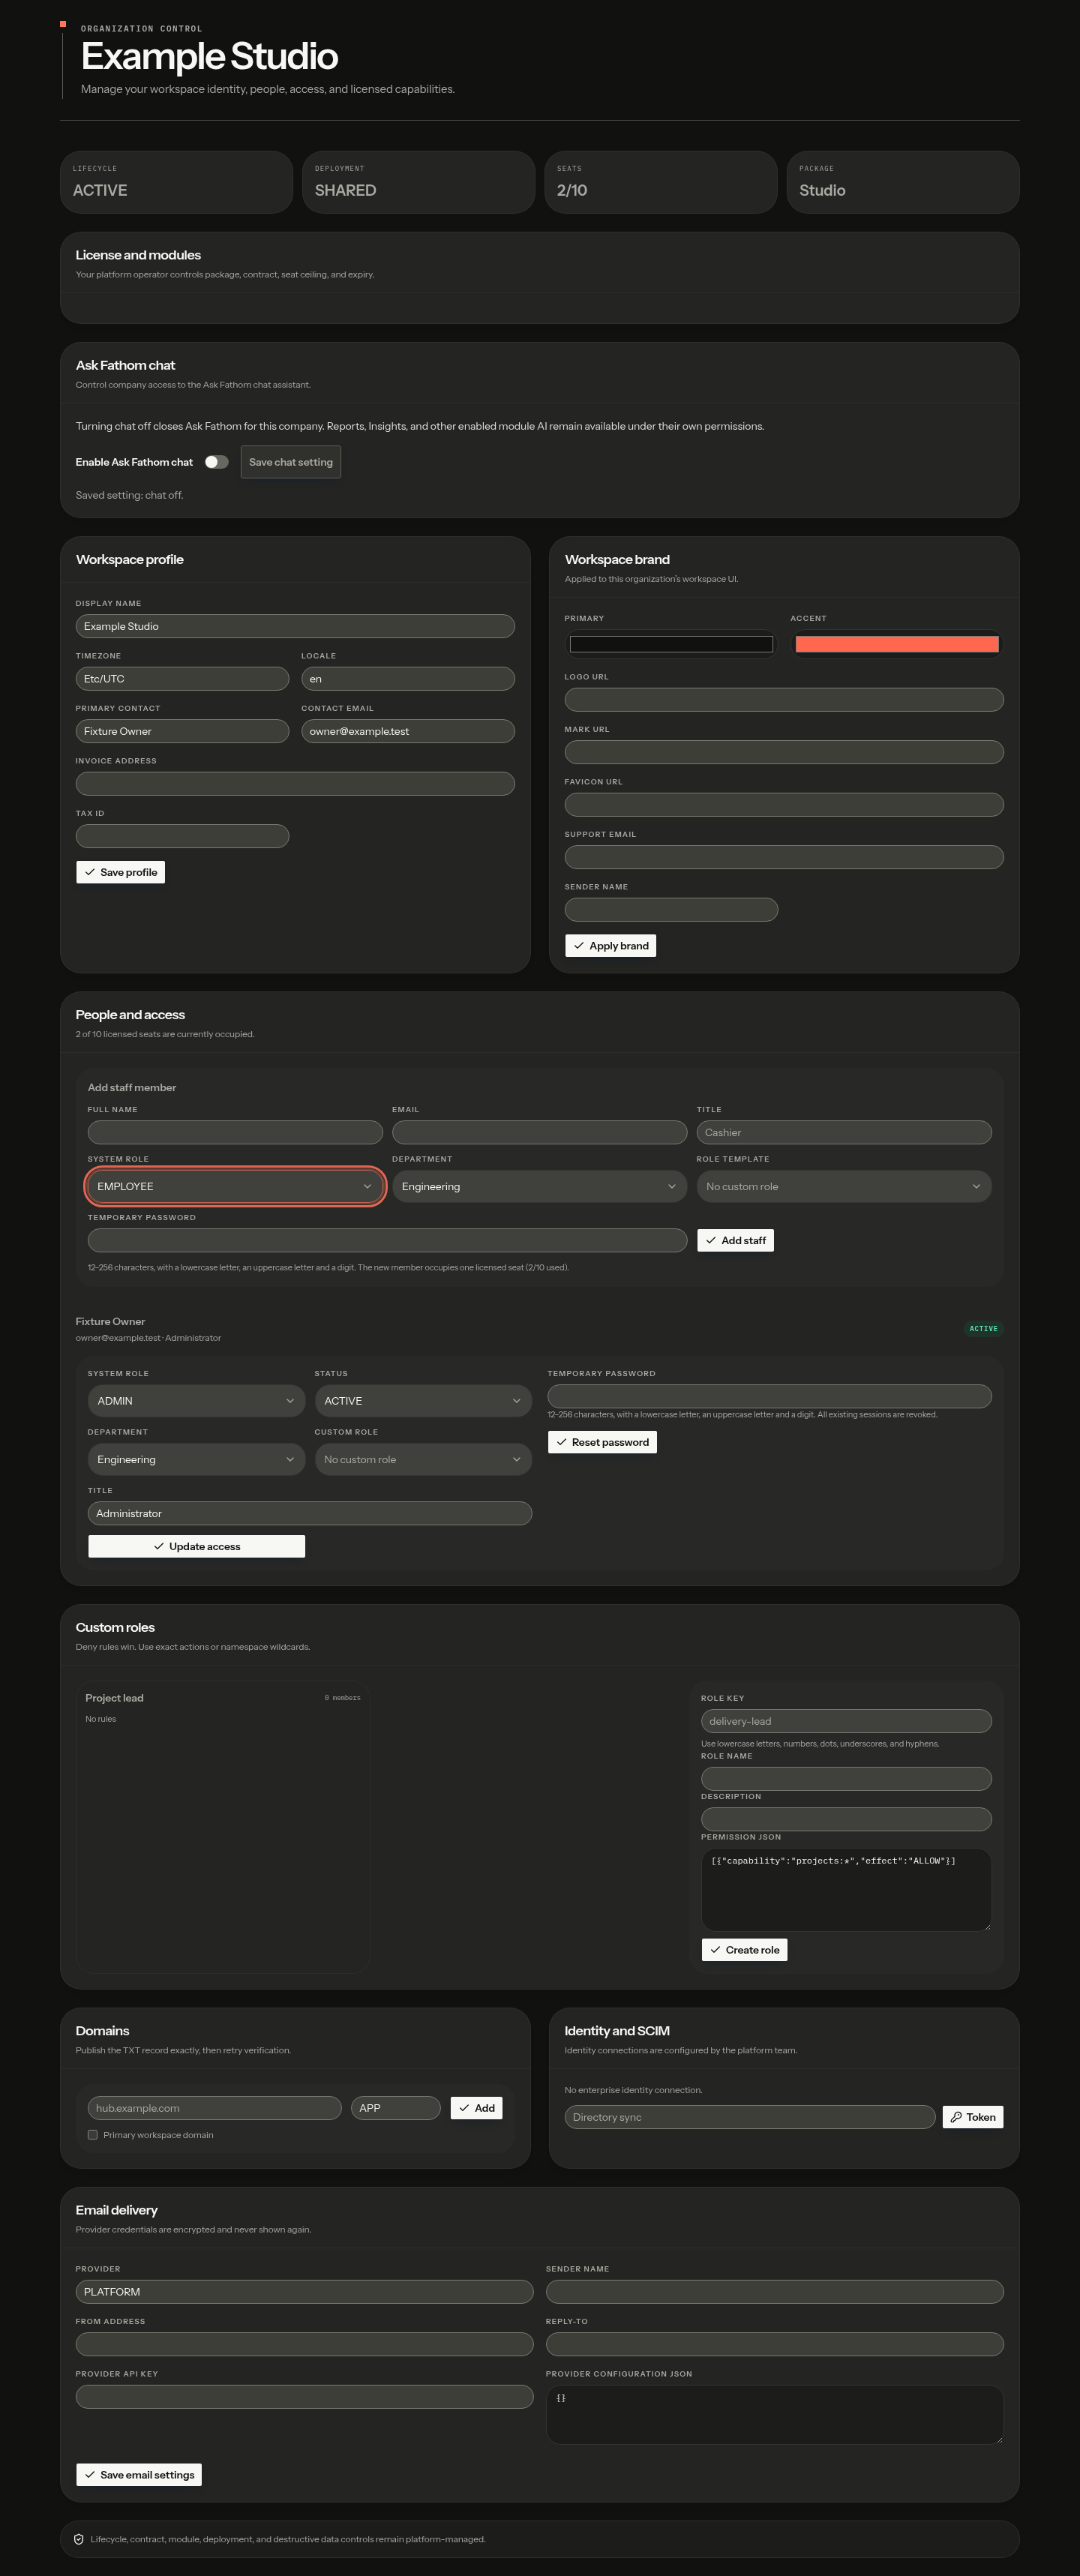 ORGANIZATION CONTROL
Example Studio
Manage your workspace identity, people, access, and licensed capabilities.
LIFECYCLE
ACTIVE
DEPLOYMENT
SHARED
SEATS
2/10
PACKAGE
Studio
License and modules
Your platform operator controls package, contract, seat ceiling, and expiry.
Ask Fathom chat
Control company access to the Ask Fathom chat assistant.
Turning chat off closes Ask Fathom for this company. Reports, Insights, and other enabled module AI remain available under their own permissions.
Enable Ask Fathom chat
Save chat setting
Saved setting: chat off.
Workspace profile
DISPLAY NAME
Example Studio
TIMEZONE
LOCALE
Etc/UTC
en
PRIMARY CONTACT
CONTACT EMAIL
Fixture Owner
owner@example.test
INVOICE ADDRESS
TAX ID
Save profile
Workspace brand
Applied to this organization's workspace UI.
PRIMARY
ACCENT
LOGO URL
MARK URL
FAVICON URL
SUPPORT EMAIL
SENDER NAME
Apply brand
People and access
2 of 10 licensed seats are currently occupied.
Add staff member
FULL NAME
EMAIL
TITLE
Cashier
SYSTEM ROLE
DEPARTMENT
ROLE TEMPLATE
EMPLOYEE
Engineering
No custom role
TEMPORARY PASSWORD
Add staff
12-256 characters, with a lowercase letter, an uppercase letter and a digit. The new member occupies one licensed seat (2/10 used).
Fixture Owner
owner@example.test · Administrator
ACTIVE
SYSTEM ROLE
STATUS
ADMIN
ACTIVE
DEPARTMENT
CUSTOM ROLE
Engineering
No custom role
TITLE
Administrator
Update access
TEMPORARY PASSWORD
12-256 characters, with a lowercase letter, an uppercase letter and a digit. All existing sessions are revoked.
Reset password
Custom roles
Deny rules win. Use exact actions or namespace wildcards.
Project lead
0 members
No rules
ROLE KEY
delivery-lead
Use lowercase letters, numbers, dots, underscores, and hyphens.
ROLE NAME
DESCRIPTION
PERMISSION JSON
[{"capability":"projects:*","effect":"ALLOW"}]
Create role
Domains
Publish the TXT record exactly, then retry verification.
hub.example.com
APP
Add
Primary workspace domain
Identity and SCIM
Identity connections are configured by the platform team.
No enterprise identity connection.
Directory sync
Token
Email delivery
Provider credentials are encrypted and never shown again.
PROVIDER
SENDER NAME
PLATFORM
FROM ADDRESS
REPLY-TO
PROVIDER API KEY
PROVIDER CONFIGURATION JSON
{}
Save email settings
Lifecycle, contract, module, deployment, and destructive data controls remain platform-managed.